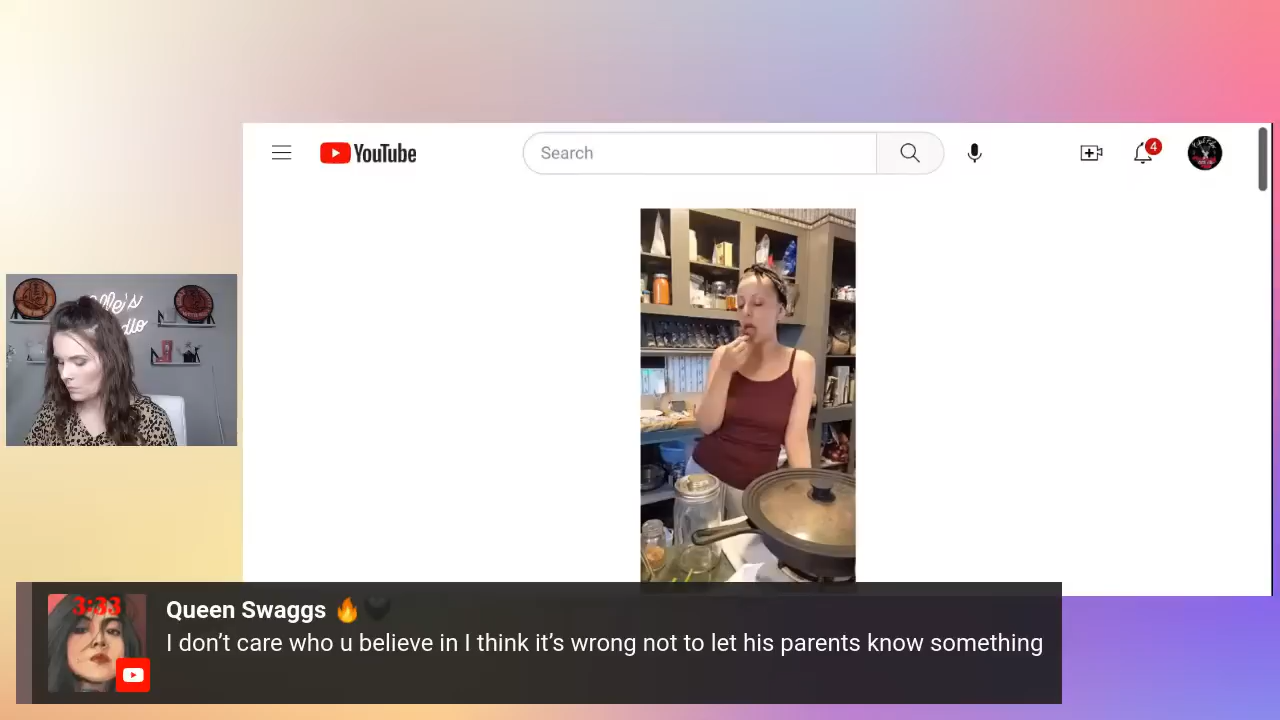 YouTube
Search
4
elle's
3:33
Queen Swaggs 🔥🖤
I don’t care who u believe in I think it’s wrong not to let his parents know something